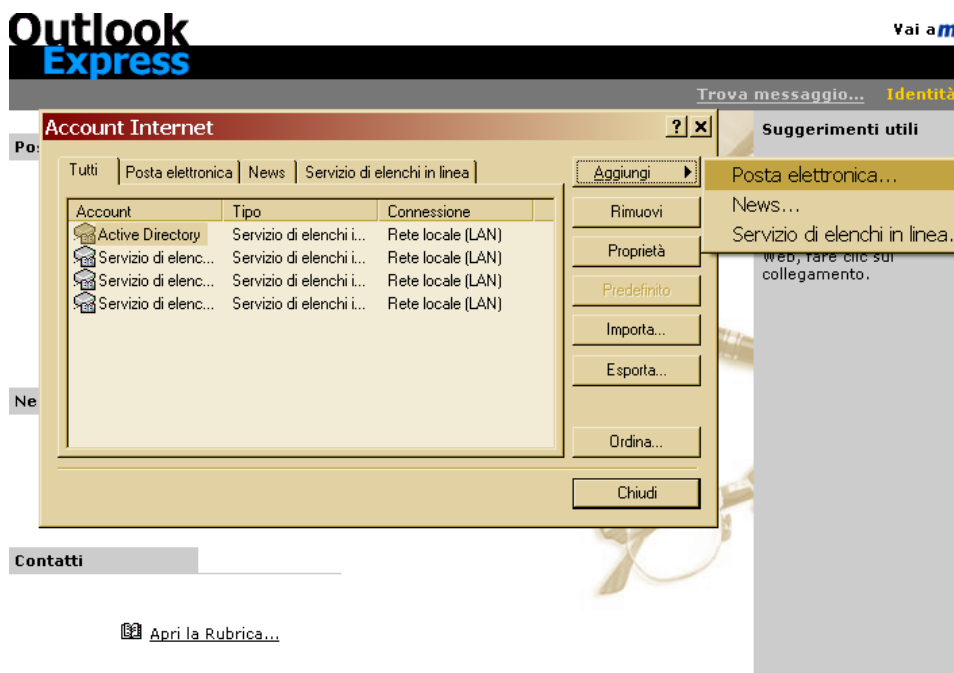 Outlook
Express
Vai a m
Trova messaggio... Identità
Account Internet
Suggerimenti utili
Po
Tutti Posta elettronica News Servizio di elenchi in linea
Aggiungi
Posta elettronica...
News...
Servizio di elenchi in linea.
Account Tipo Connessione
Active Directory Servizio di elenchi i... Rete locale (LAN)
Servizio di elenc... Servizio di elenchi i... Rete locale (LAN)
Servizio di elenc... Servizio di elenchi i... Rete locale (LAN)
Servizio di elenc... Servizio di elenchi i... Rete locale (LAN)
Rimuovi
Proprietà
Predefinito
Importa...
Esporta...
Ordina...
Chiudi
Web, fare clic sul
collegamento.
Ne
Contatti
Apri la Rubrica...